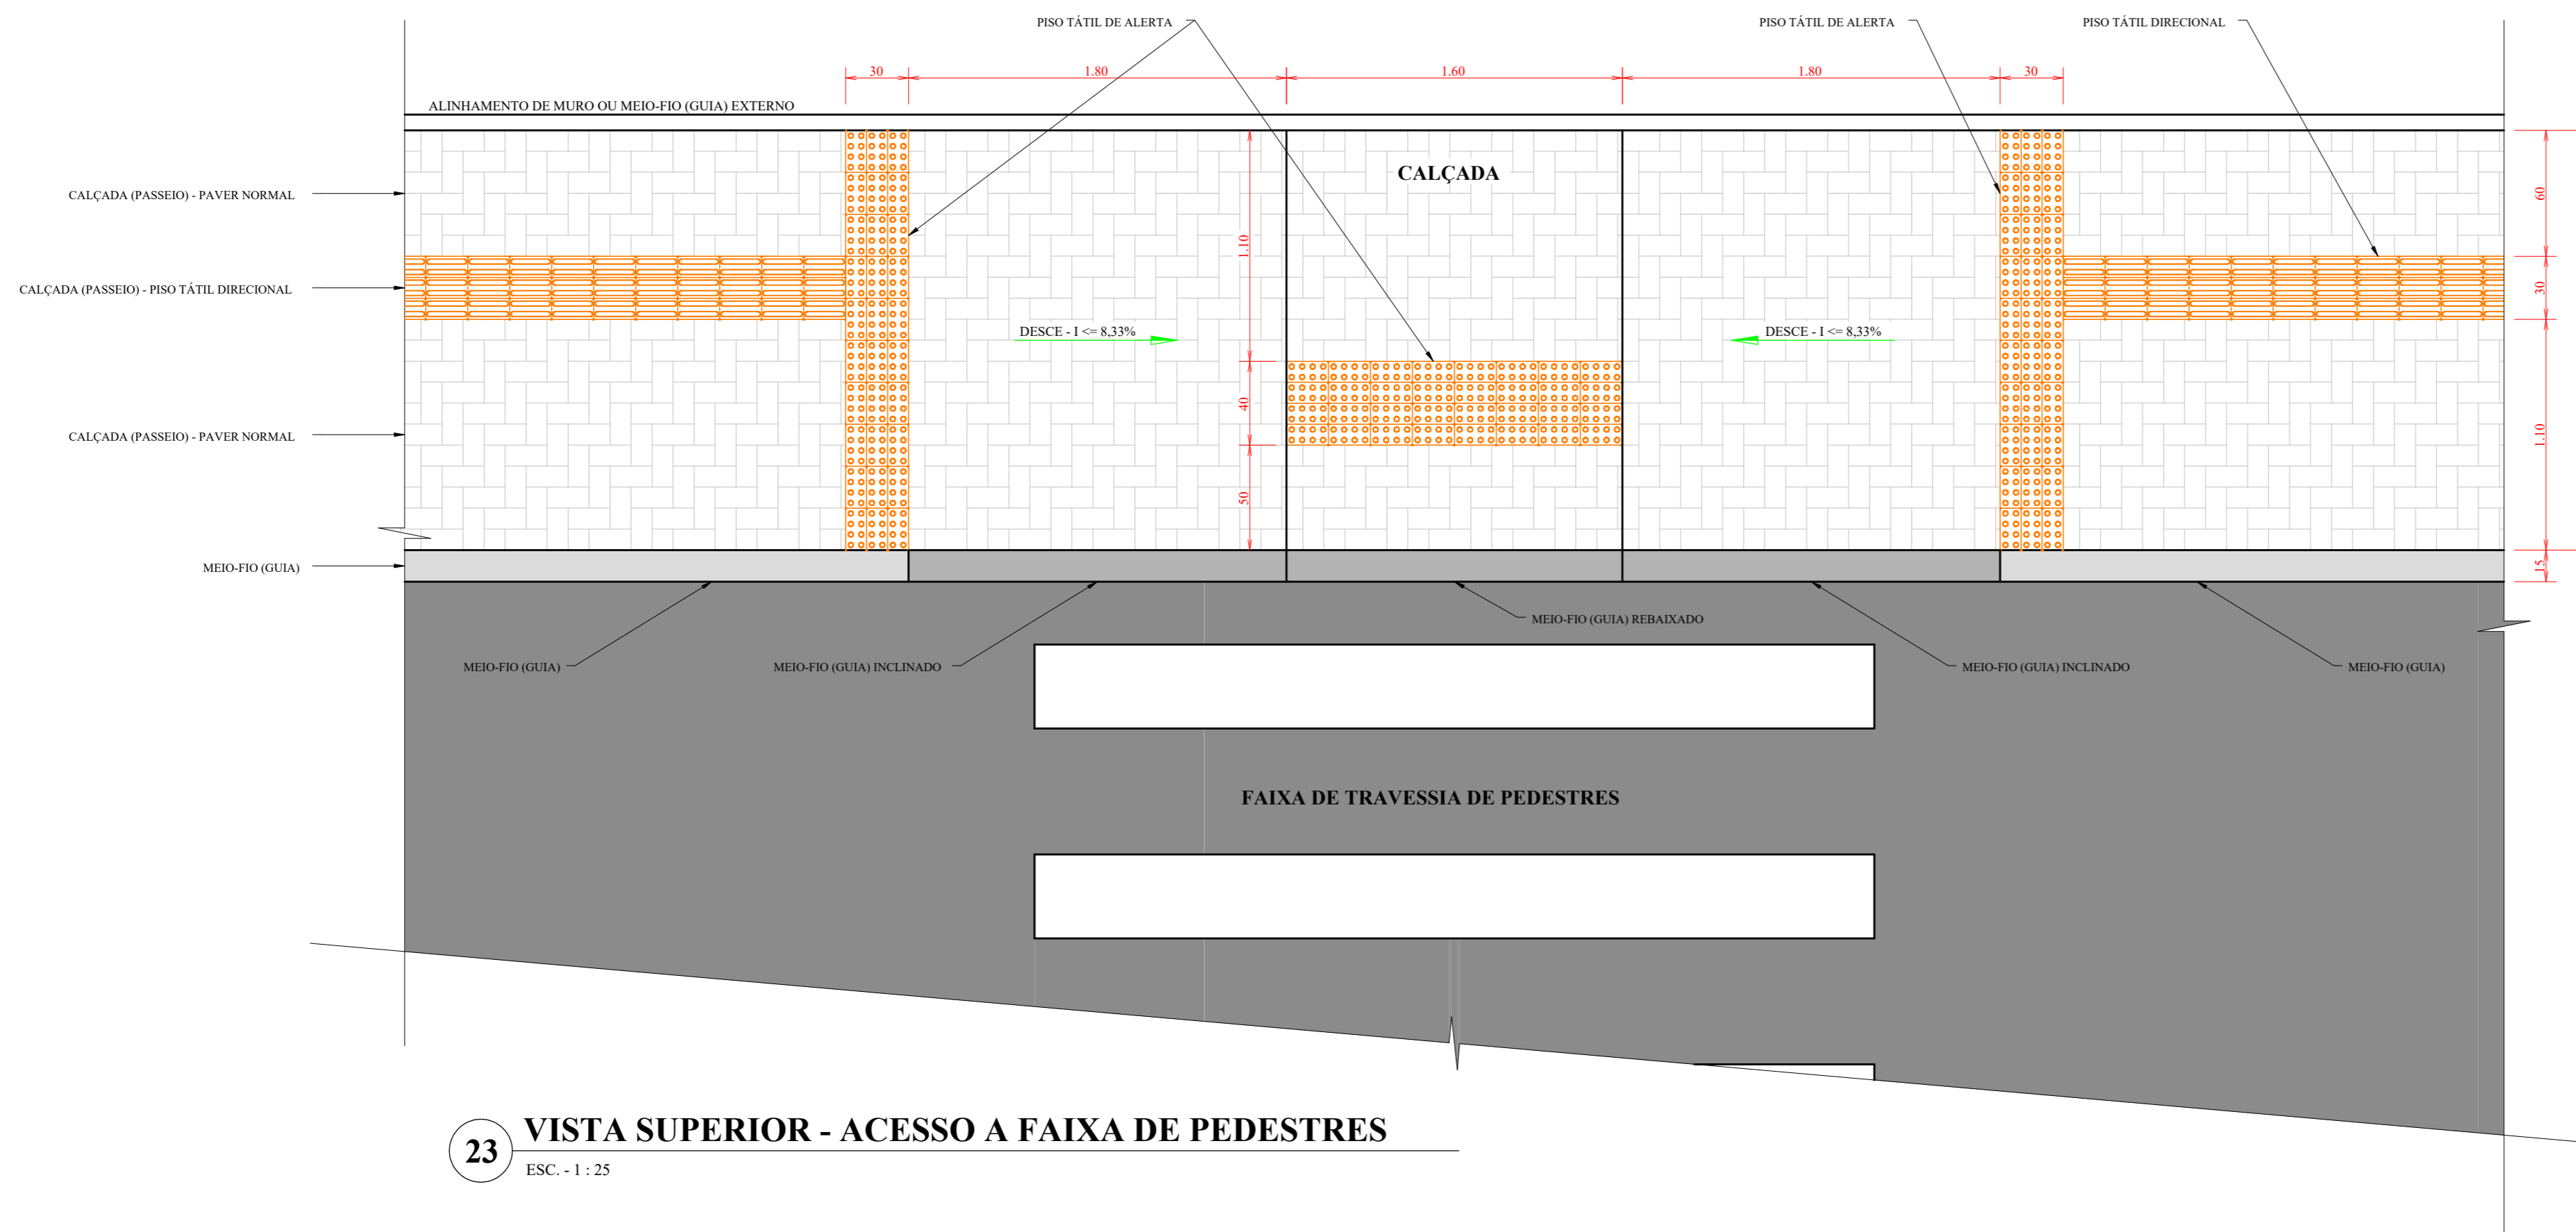 PISO TÁTIL DE ALERTA
PISO TÁTIL DE ALERTA
PISO TÁTIL DIRECIONAL
30
1.80
1.60
1.80
30
ALINHAMENTO DE MURO OU MEIO-FIO (GUIA) EXTERNO
CALÇADA
CALÇADA (PASSEIO) - PAVER NORMAL
60
1.10
CALÇADA (PASSEIO) - PISO TÁTIL DIRECIONAL
30
DESCE - I <= 8,33%
DESCE - I <= 8,33%
40
CALÇADA (PASSEIO) - PAVER NORMAL
1.10
50
MEIO-FIO (GUIA)
15
MEIO-FIO (GUIA) REBAIXADO
MEIO-FIO (GUIA)
MEIO-FIO (GUIA) INCLINADO
MEIO-FIO (GUIA) INCLINADO
MEIO-FIO (GUIA)
FAIXA DE TRAVESSIA DE PEDESTRES
23
VISTA SUPERIOR - ACESSO A FAIXA DE PEDESTRES
ESC. - 1 : 25